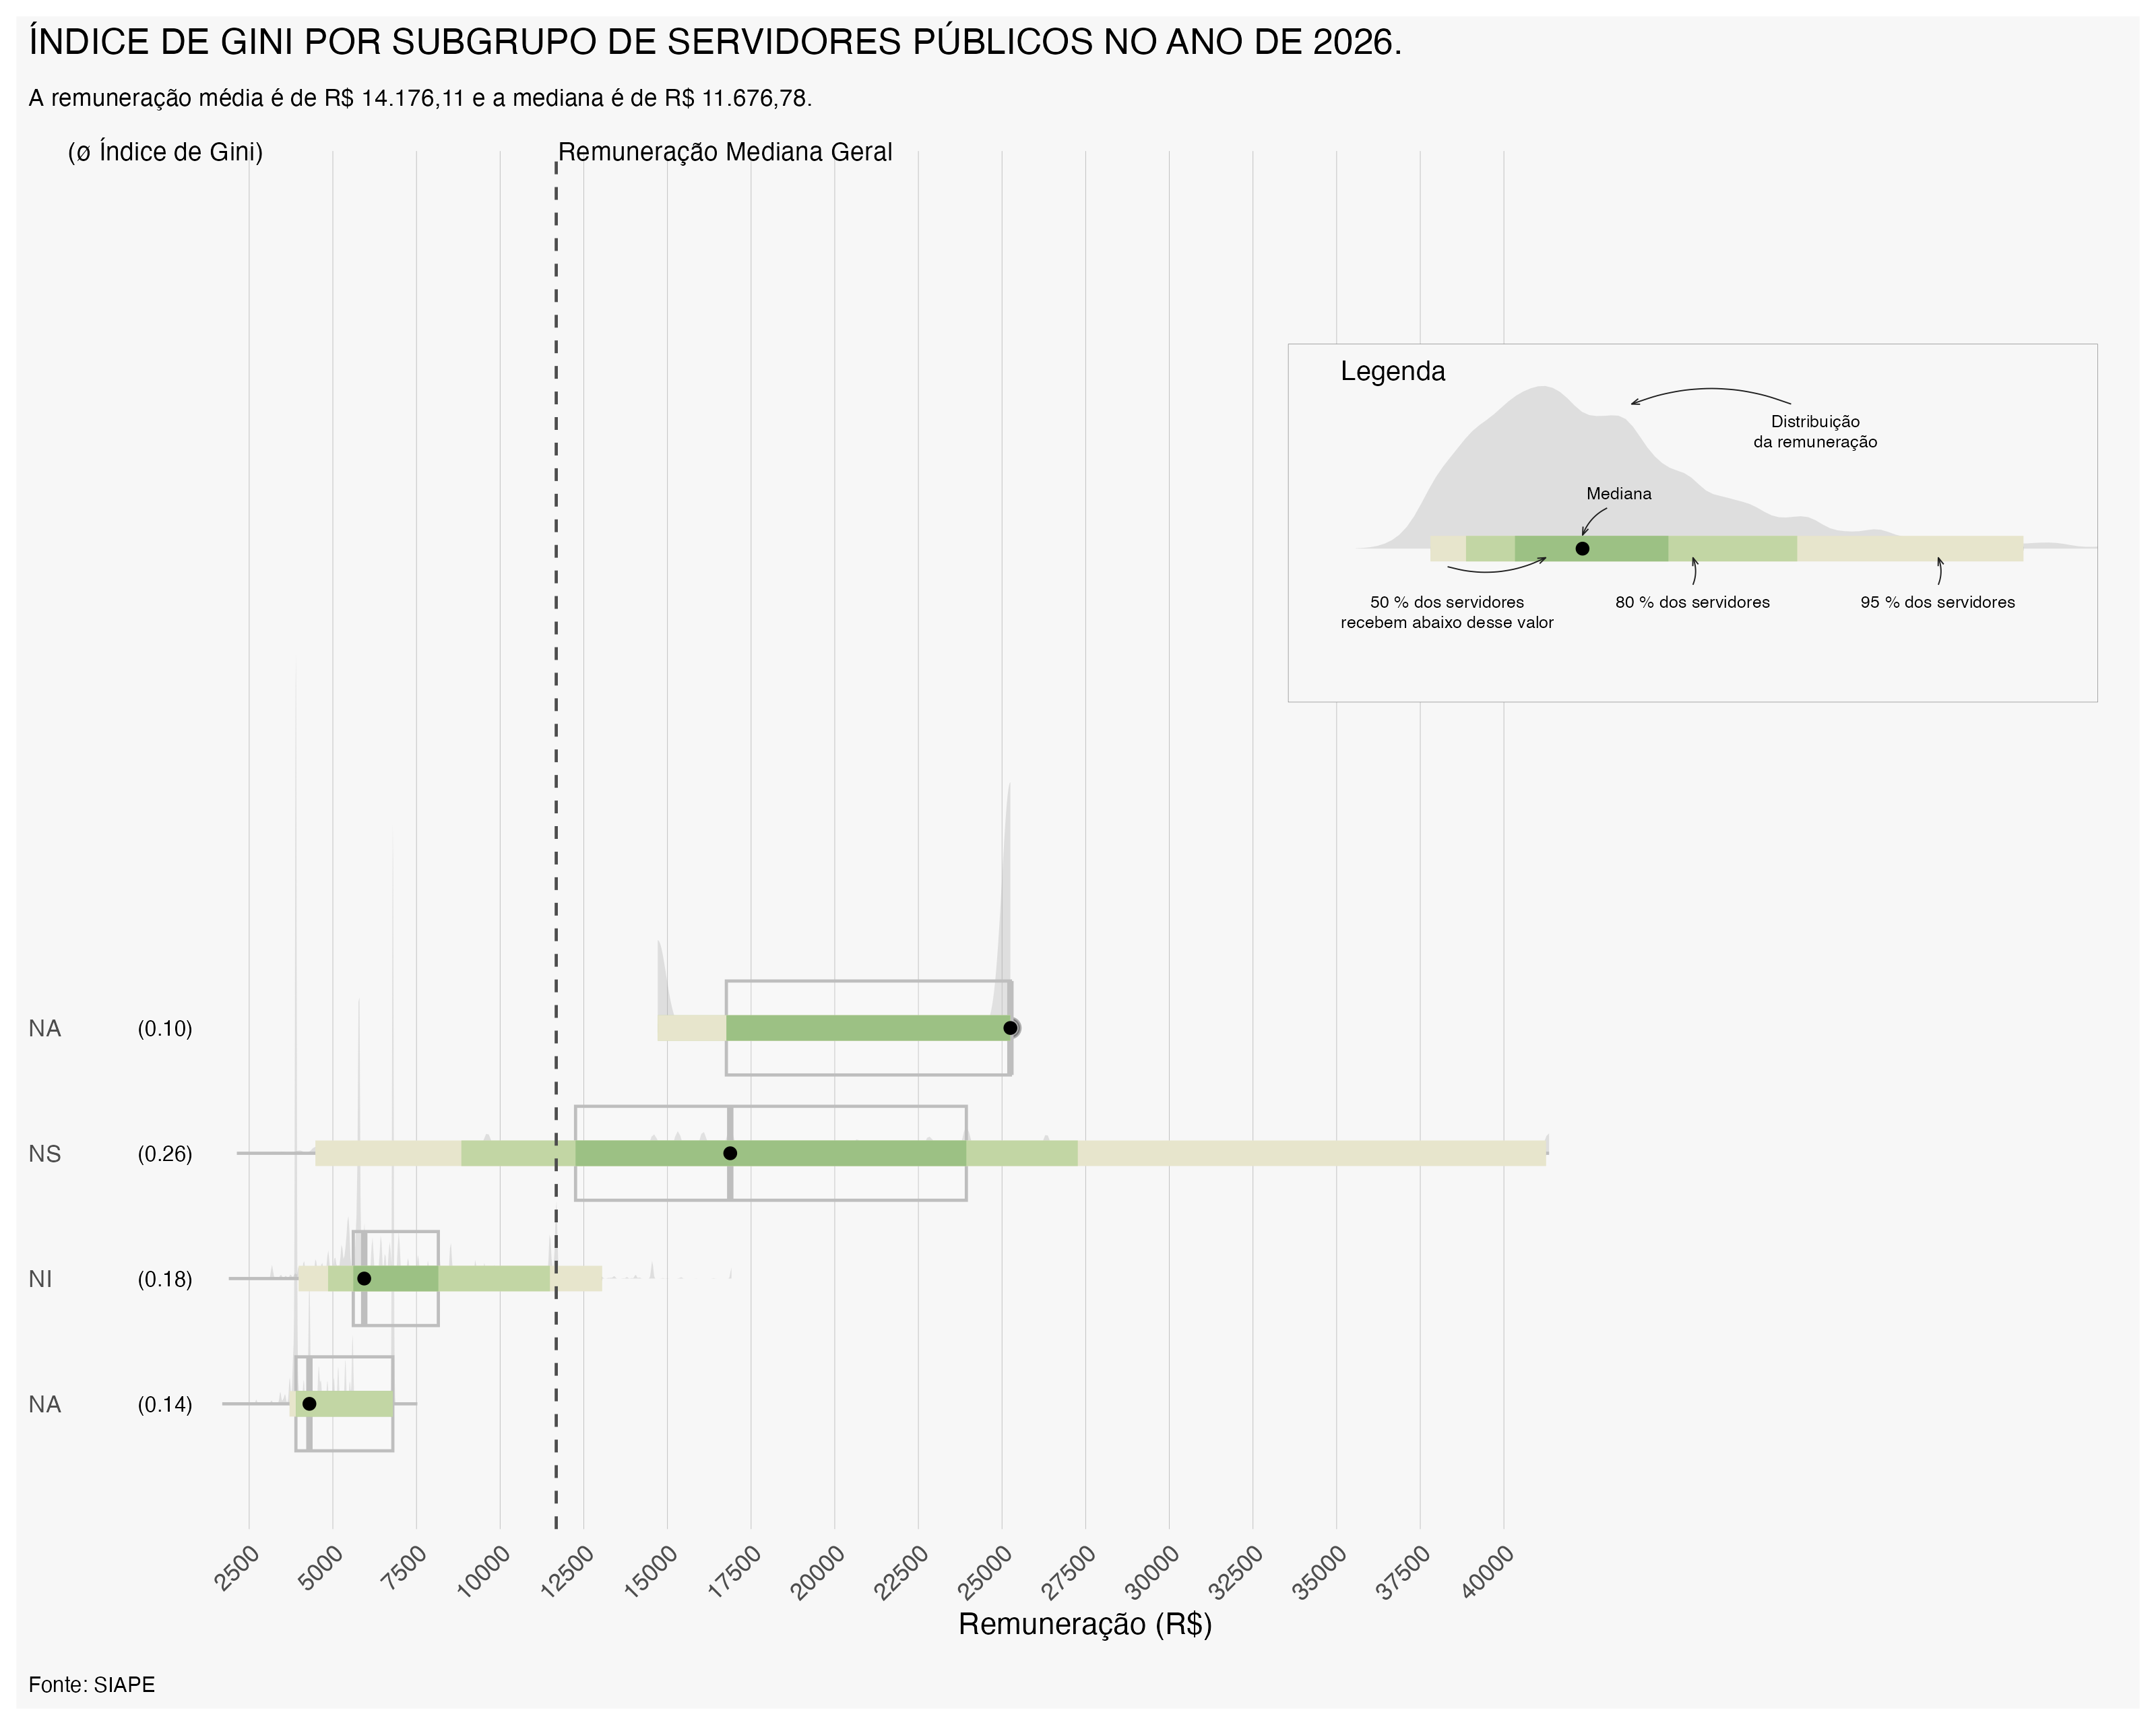 ÍNDICE DE GINI POR SUBGRUPO DE SERVIDORES PÚBLICOS NO ANO DE 2026.
A remuneração média é de R$ 14.176,11 e a mediana é de R$ 11.676,78.
(ø Índice de Gini)
Remuneração Mediana Geral
Legenda
Distribuição
da remuneração
Mediana
50 % dos servidores
recebem abaixo desse valor
80 % dos servidores
95 % dos servidores
NA (0.10)
NS (0.26)
NI (0.18)
NA (0.14)
2500 5000 7500 10000 12500 15000 17500 20000 22500 25000 27500 30000 32500 35000 37500 40000
Remuneração (R$)
Fonte: SIAPE